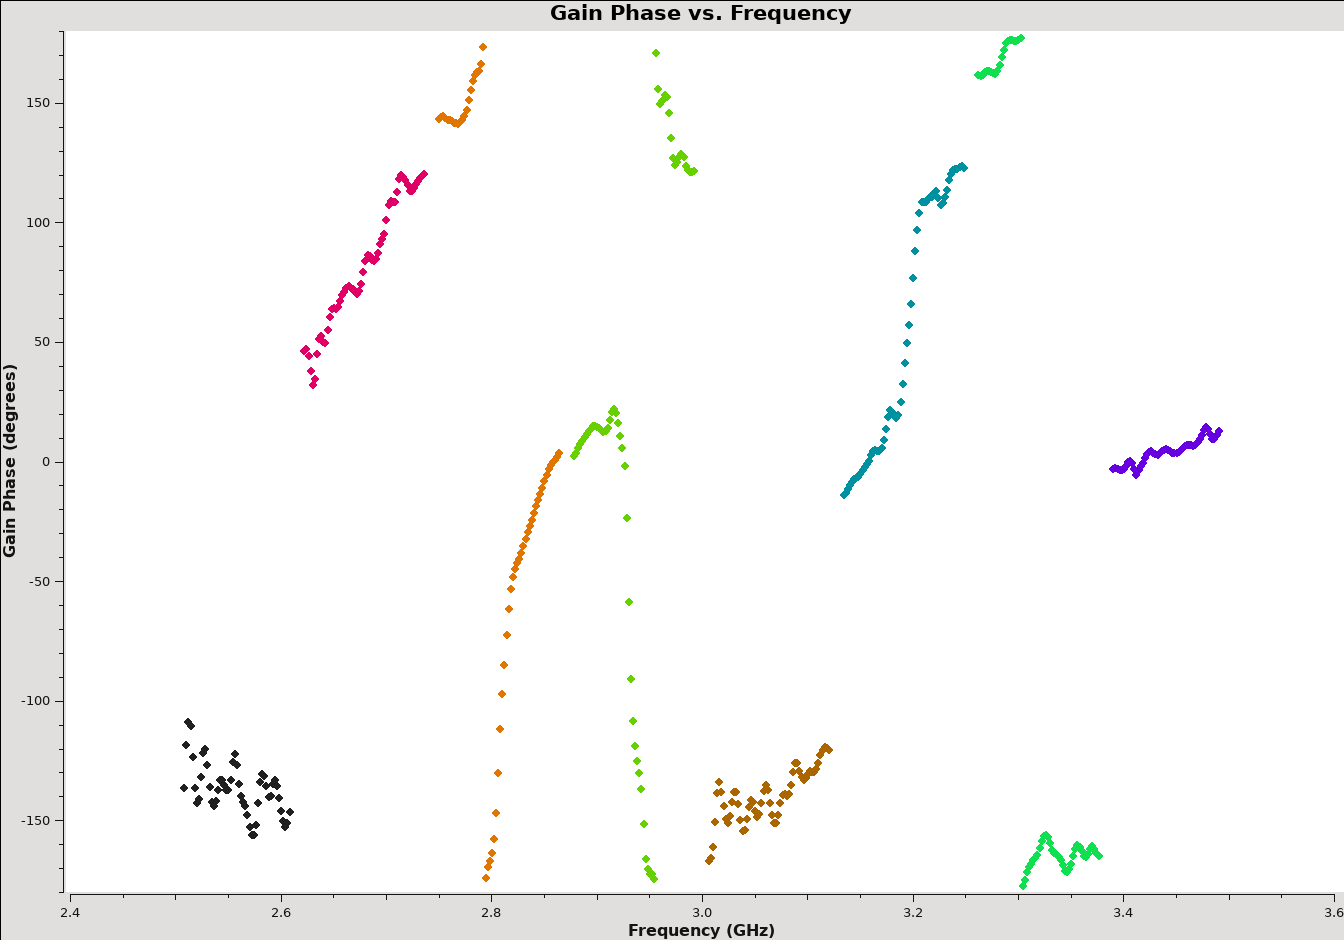 Gain Phase vs. Frequency
Gain Phase (degrees)
150
100
50
0
-50
-100
-150
2.4 2.6 2.8 3.0 3.2 3.4 3.6
Frequency (GHz)